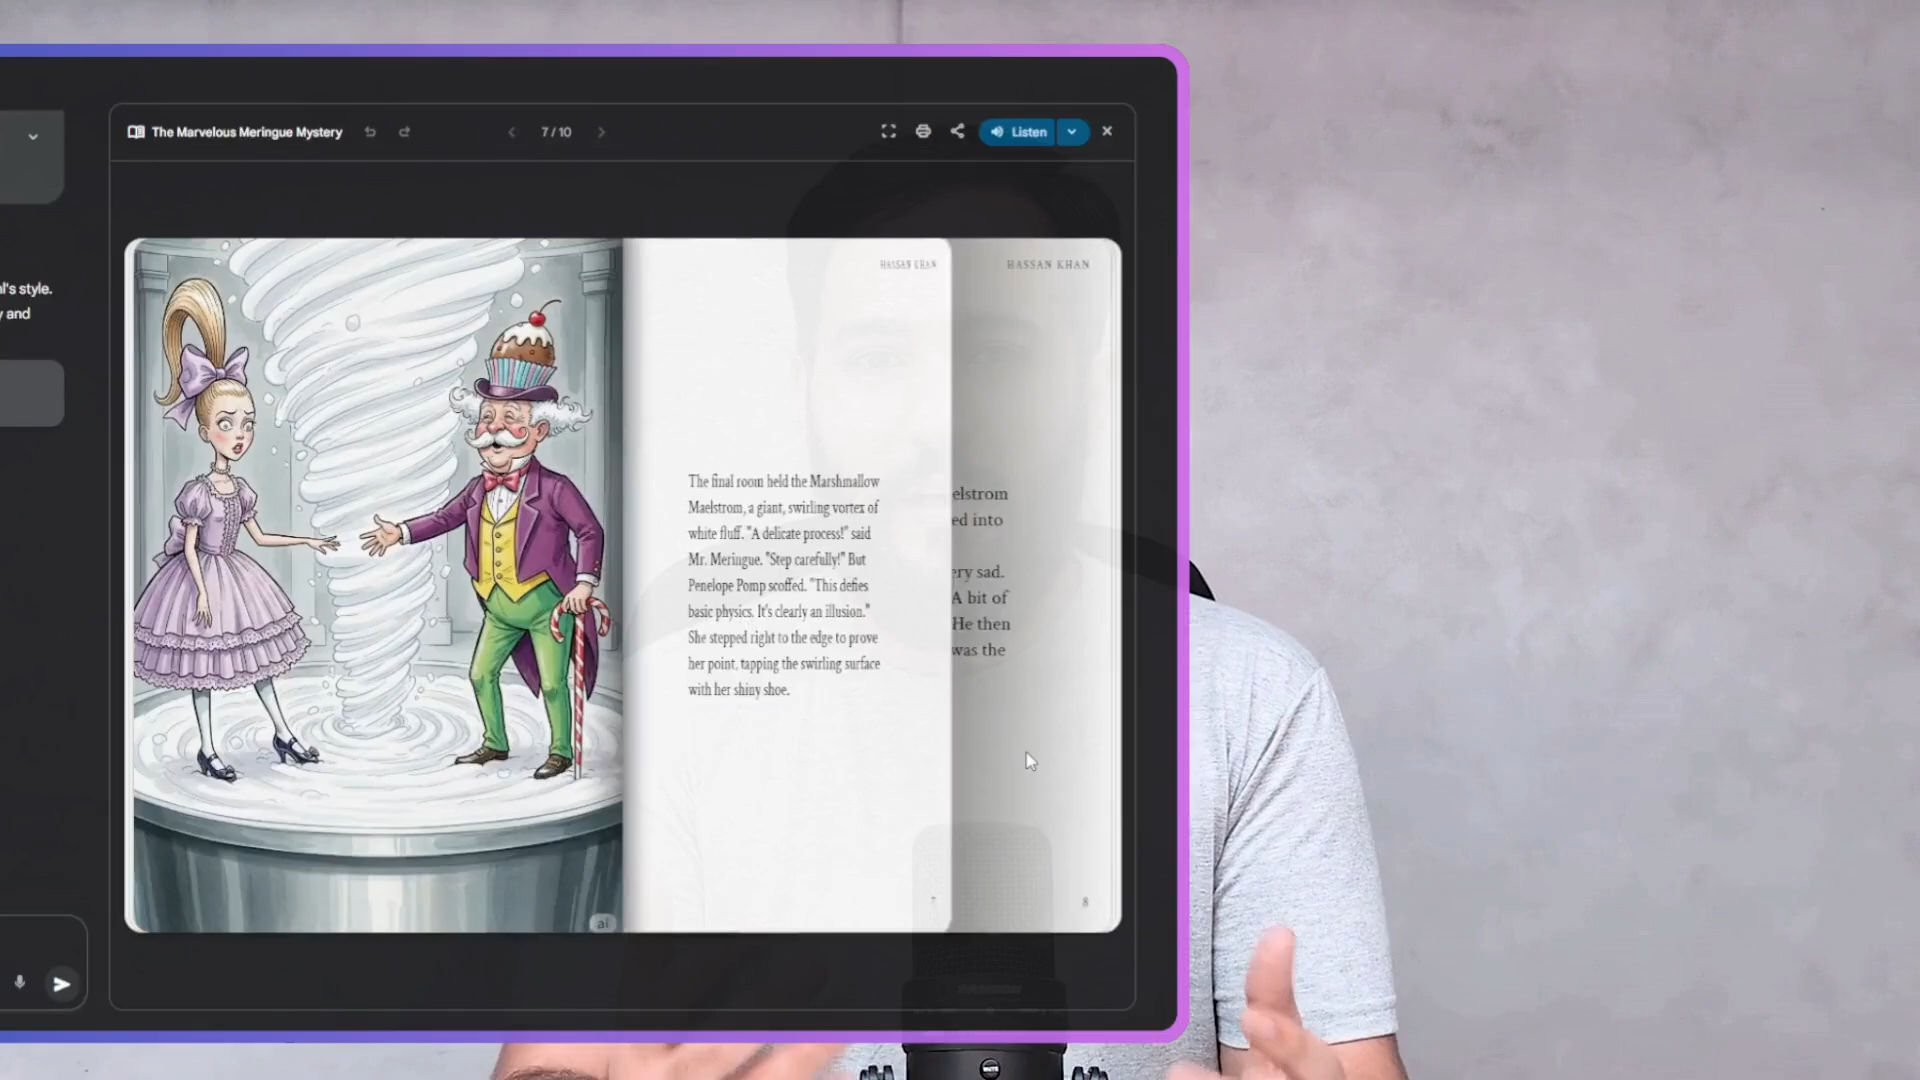 The Marvelous Meringue Mystery
7 / 10
Listen
l's style.
y and
HASSAN KHAN
HASSAN KHAN
The final room held the Marshmallow
Maelstrom, a giant, swirling vortex of
white fluff. "A delicate process!" said
Mr. Meringue. "Step carefully!" But
Penelope Pomp scoffed. "This defies
basic physics. It's clearly an illusion."
She stepped right to the edge to prove
her point, tapping the swirling surface
with her shiny shoe.
elstrom
ed into
ery sad.
A bit of
He then
was the
ai
7
8
MUTE